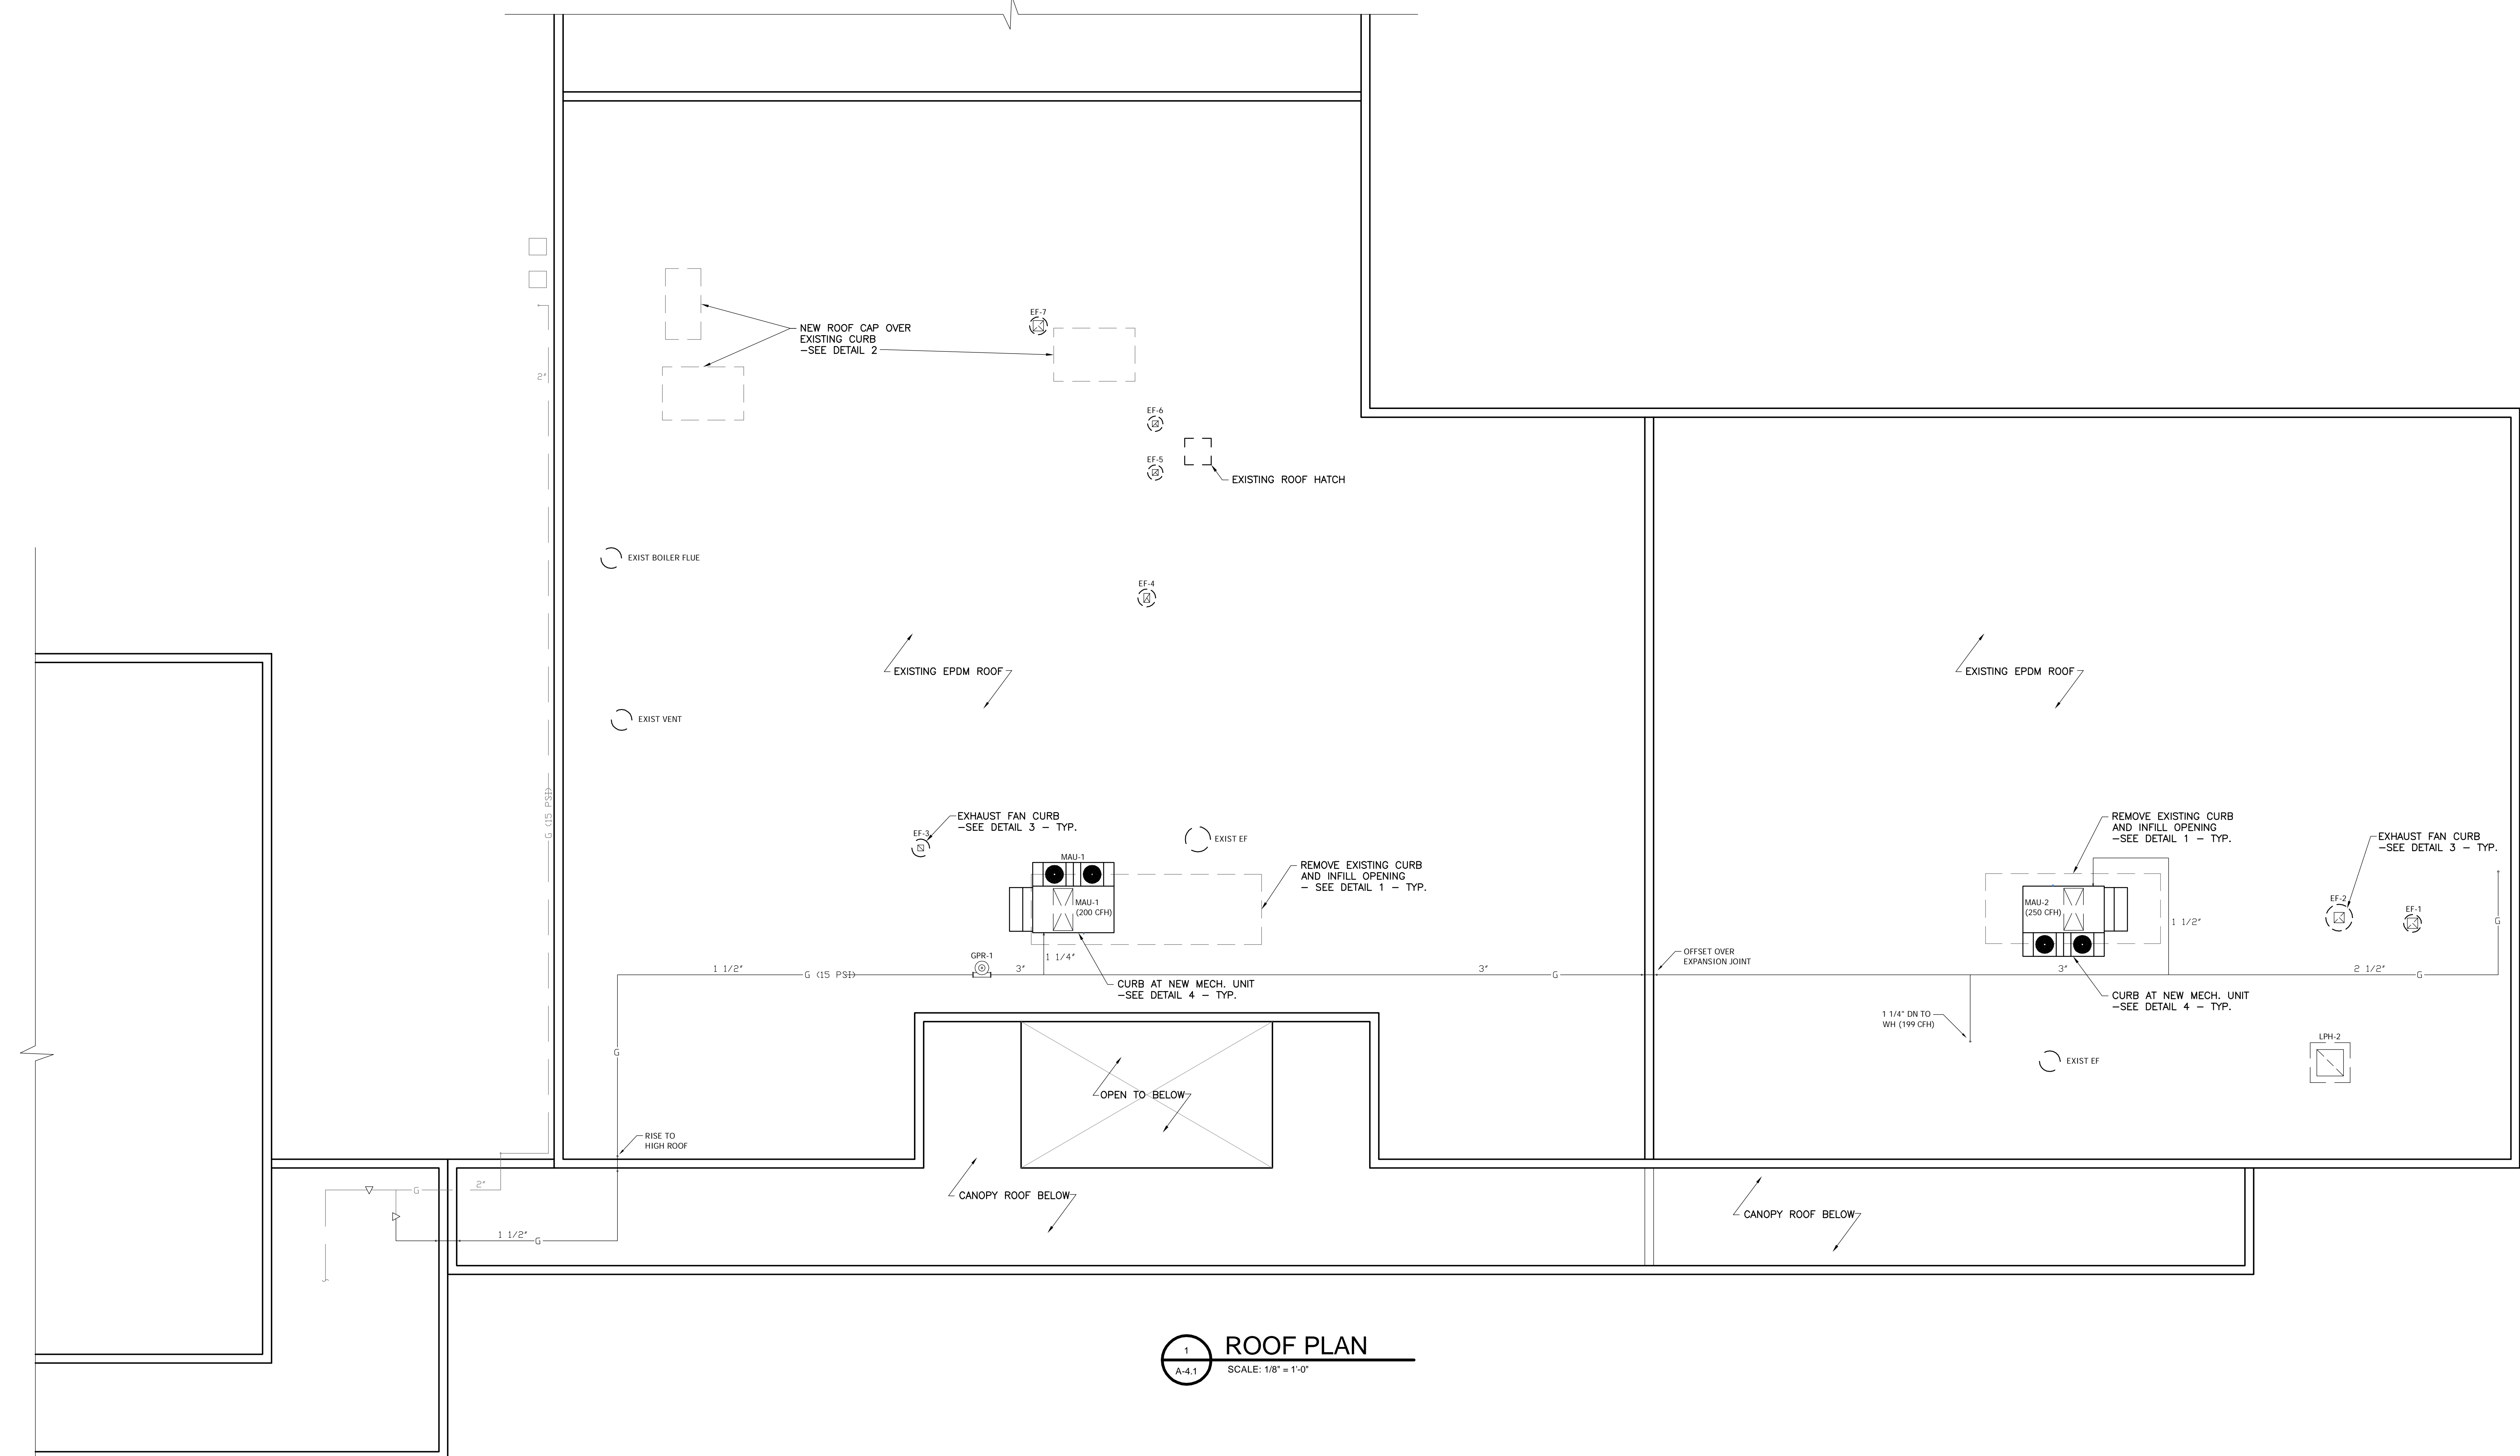 EF-7
NEW ROOF CAP OVER
EXISTING CURB
-SEE DETAIL 2
2"
EF-6
EF-5
EXISTING ROOF HATCH
EXIST BOILER FLUE
EF-4
EXISTING EPDM ROOF
EXISTING EPDM ROOF
EXIST VENT
G (15 PSI)
EXHAUST FAN CURB
-SEE DETAIL 3 - TYP.
EF-3
EXIST EF
MAU-1
REMOVE EXISTING CURB
AND INFILL OPENING
- SEE DETAIL 1 - TYP.
MAU-1
(200 CFH)
REMOVE EXISTING CURB
AND INFILL OPENING
-SEE DETAIL 1 - TYP.
EXHAUST FAN CURB
-SEE DETAIL 3 - TYP.
MAU-2
(250 CFH)
EF-2
EF-1
1 1/2"
G
GPR-1
1 1/4"
OFFSET OVER
EXPANSION JOINT
1 1/2"
G (15 PSI)
3"
3"
G
3"
2 1/2"
G
CURB AT NEW MECH. UNIT
-SEE DETAIL 4 - TYP.
CURB AT NEW MECH. UNIT
-SEE DETAIL 4 - TYP.
1 1/4" DN TO
WH (199 CFH)
LPH-2
G
EXIST EF
OPEN TO BELOW
RISE TO
HIGH ROOF
G
2"
CANOPY ROOF BELOW
CANOPY ROOF BELOW
1 1/2"
G
1
A-4.1
ROOF PLAN
SCALE: 1/8" = 1'-0"